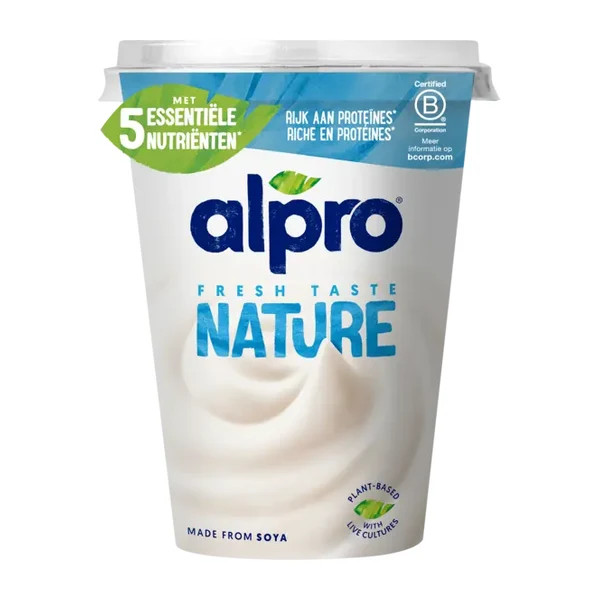 MET
5 ESSENTIËLE
NUTRIËNTEN*
RIJK AAN PROTEÏNES*
RICHE EN PROTÉINES*
Certified
B
Corporation
Meer
informatie op
bcorp.com
alpro®
FRESH TASTE
NATURE
PLANT-BASED
WITH
LIVE CULTURES
MADE FROM SOYA